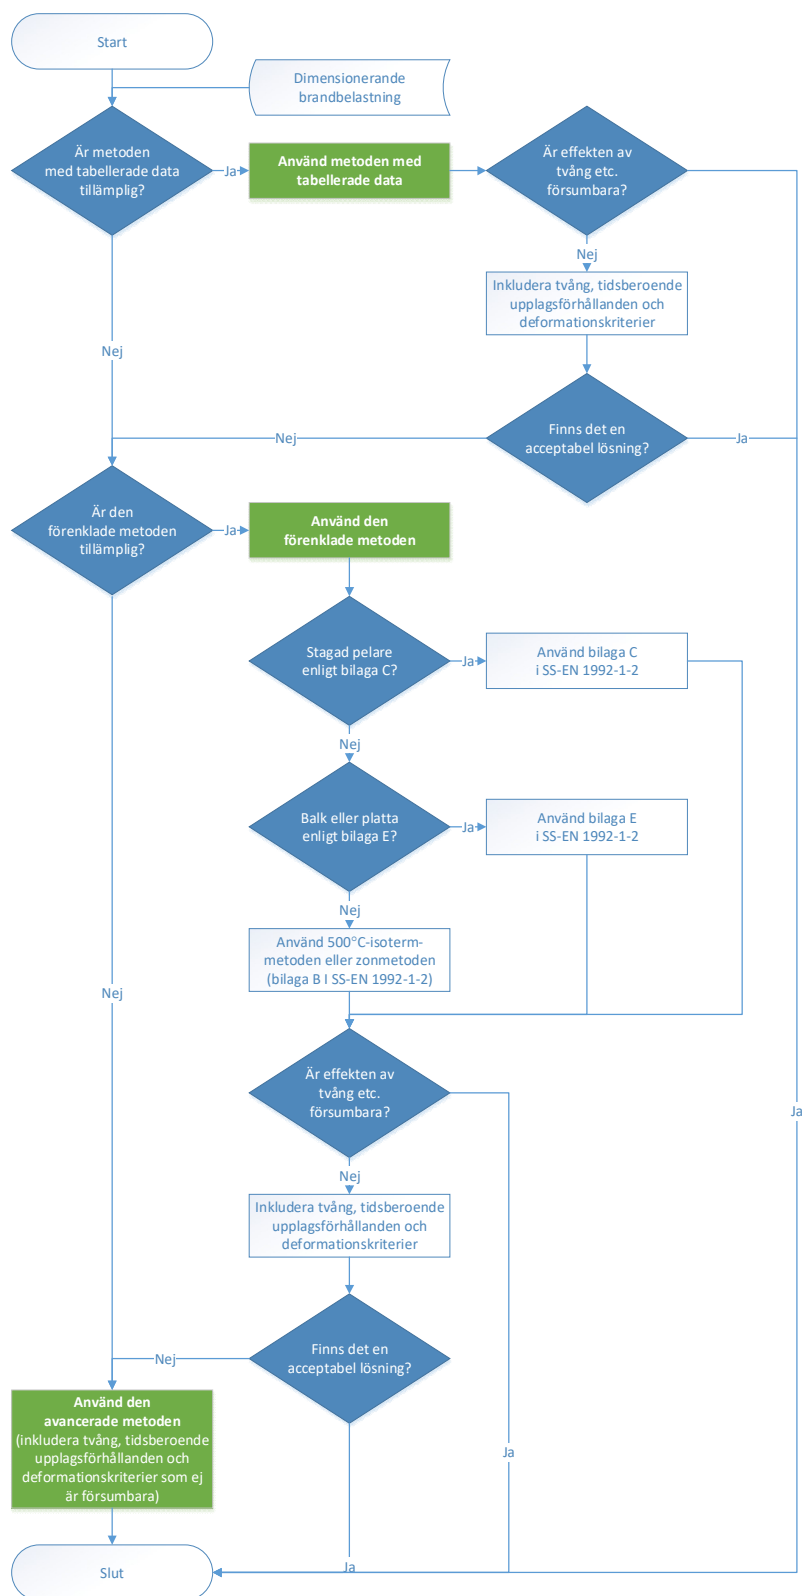 Start
Dimensionerande
brandbelastning
Är metoden
med tabellerade data
tillämplig?
Ja
Använd metoden med
tabellerade data
Är effekten av
tvång etc.
försumbara?
Nej
Inkludera tvång, tidsberoende
upplagsförhållanden och
deformationskriterier
Nej
Finns det en
acceptabel lösning?
Nej
Ja
Är den
förenklade metoden
tillämplig?
Ja
Använd den
förenklade metoden
Stagad pelare
enligt bilaga C?
Ja
Använd bilaga C
i SS-EN 1992-1-2
Nej
Balk eller platta
enligt bilaga E?
Ja
Använd bilaga E
i SS-EN 1992-1-2
Nej
Använd 500°C-isoterm-
metoden eller zonmetoden
(bilaga B I SS-EN 1992-1-2)
Nej
Är effekten av
tvång etc.
försumbara?
Ja
Nej
Inkludera tvång, tidsberoende
upplagsförhållanden och
deformationskriterier
Finns det en
acceptabel lösning?
Nej
Använd den
avancerade metoden
(inkludera tvång, tidsberoende
upplagsförhållanden och
deformationskriterier som ej
är försumbara)
Ja
Ja
Slut